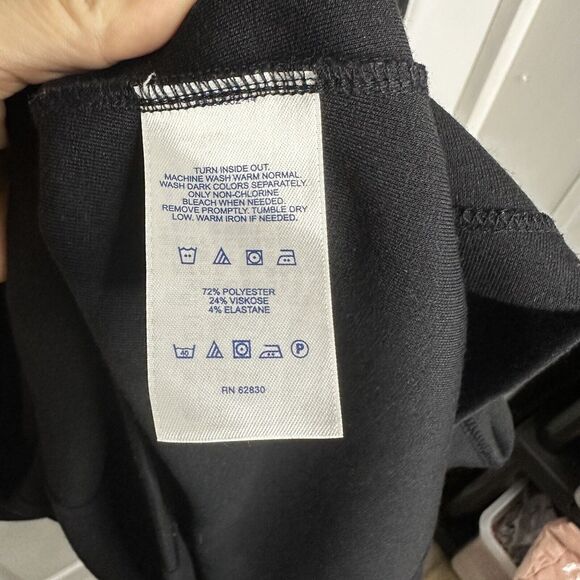 TURN INSIDE OUT.
MACHINE WASH WARM NORMAL.
WASH DARK COLORS SEPARATELY.
ONLY NON-CHLORINE
BLEACH WHEN NEEDED.
REMOVE PROMPTLY. TUMBLE DRY
LOW. WARM IRON IF NEEDED.
72% POLYESTER
24% VISKOSE
4% ELASTANE
40 P
RN 62830